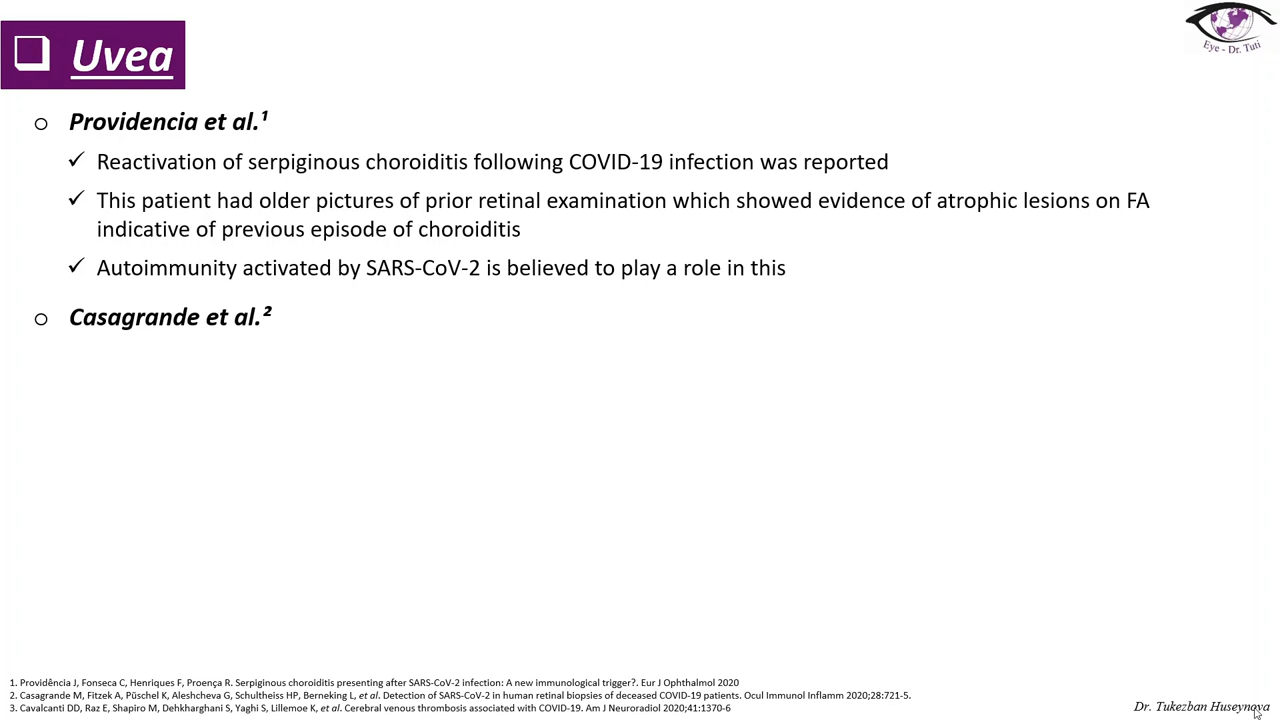 Uvea
Eye - Dr. Tuti
Providencia et al.¹
Reactivation of serpiginous choroiditis following COVID-19 infection was reported
This patient had older pictures of prior retinal examination which showed evidence of atrophic lesions on FA
indicative of previous episode of choroiditis
Autoimmunity activated by SARS-CoV-2 is believed to play a role in this
Casagrande et al.²
1. Providência J, Fonseca C, Henriques F, Proença R. Serpiginous choroiditis presenting after SARS-CoV-2 infection: A new immunological trigger?. Eur J Ophthalmol 2020
2. Casagrande M, Fitzek A, Püschel K, Aleshcheva G, Schultheiss HP, Berneking L, et al. Detection of SARS-CoV-2 in human retinal biopsies of deceased COVID-19 patients. Ocul Immunol Inflamm 2020;28:721-5.
3. Cavalcanti DD, Raz E, Shapiro M, Dehkharghani S, Yaghi S, Lillemoe K, et al. Cerebral venous thrombosis associated with COVID-19. Am J Neuroradiol 2020;41:1370-6
Dr. Tukezban Huseynova